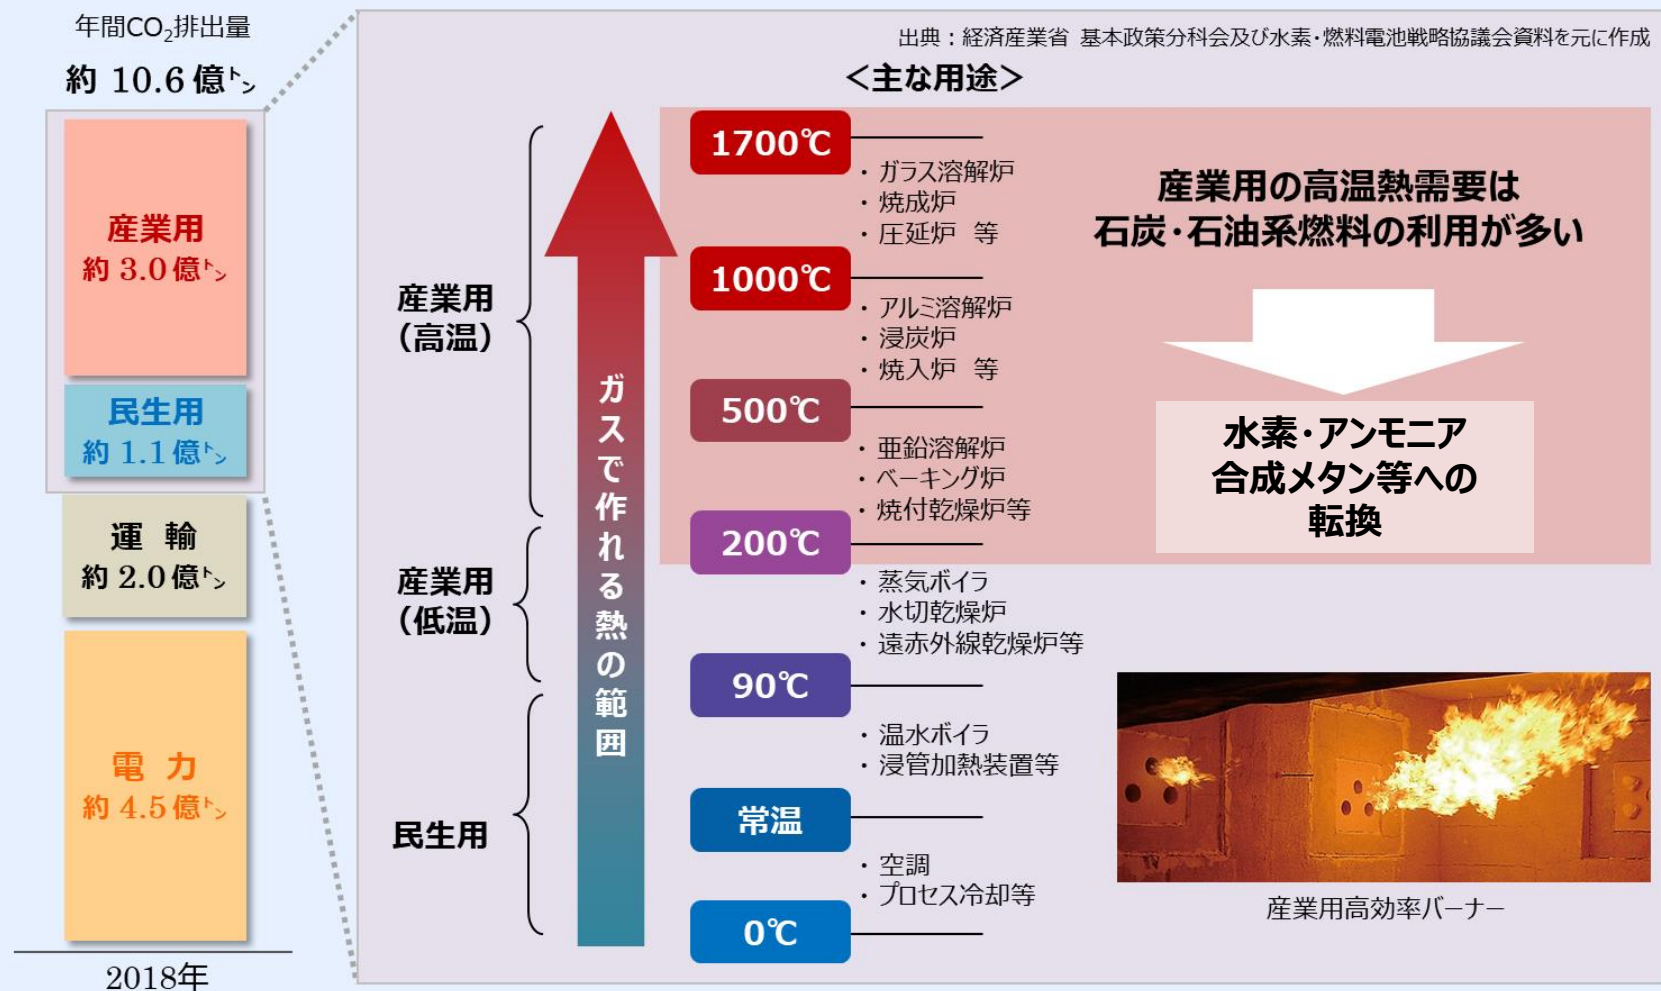 年間CO₂排出量
約 10.6 億トン
産業用
約 3.0 億トン
民生用
約 1.1 億トン
運 輸
約 2.0 億トン
電 力
約 4.5 億トン
2018年
出典：経済産業省 基本政策分科会及び水素・燃料電池戦略協議会資料を元に作成
＜主な用途＞
産業用
（高温）
産業用
（低温）
民生用
ガスで作れる熱の範囲
1700℃
・ ガラス溶解炉
・ 焼成炉
・ 圧延炉 等
1000℃
・ アルミ溶解炉
・ 浸炭炉
・ 焼入炉 等
500℃
・ 亜鉛溶解炉
・ ベーキング炉
・ 焼付乾燥炉等
200℃
・ 蒸気ボイラ
・ 水切乾燥炉
・ 遠赤外線乾燥炉等
90℃
・ 温水ボイラ
・ 浸管加熱装置等
常温
・ 空調
・ プロセス冷却等
0℃
産業用の高温熱需要は
石炭・石油系燃料の利用が多い
水素・アンモニア
合成メタン等への
転換
産業用高効率バーナー